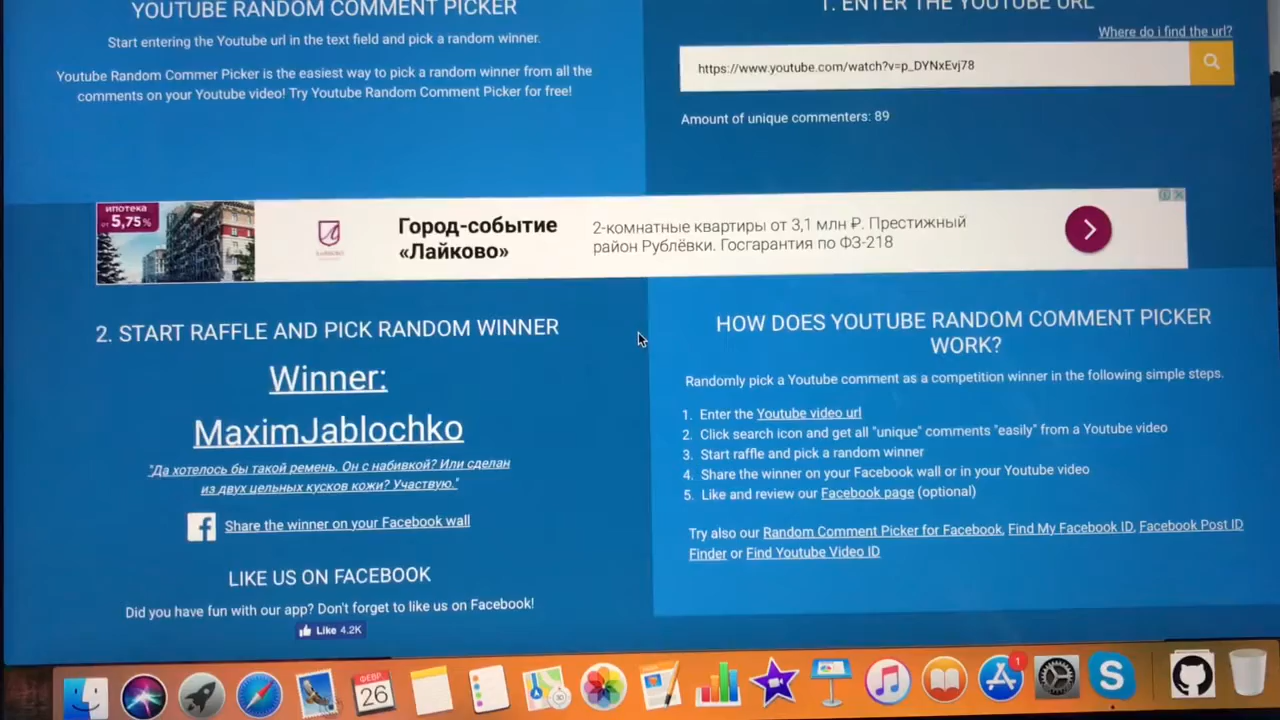 YOUTUBE RANDOM COMMENT PICKER
Start entering the Youtube url in the text field and pick a random winner.
Youtube Random Commer Picker is the easiest way to pick a random winner from all the
comments on your Youtube video! Try Youtube Random Comment Picker for free!
1. ENTER THE YOUTUBE URL
Where do i find the url?
https://www.youtube.com/watch?v=p_DYNxEvj78
Amount of unique commenters: 89
ипотека
от 5,75%
Город-событие
«Лайково»
2-комнатные квартиры от 3,1 млн ₽. Престижный
район Рублёвки. Госгарантия по ФЗ-218
2. START RAFFLE AND PICK RANDOM WINNER
Winner:
MaximJablochko
"Да хотелось бы такой ремень. Он с набивкой? Или сделан
из двух цельных кусков кожи? Участвую."
Share the winner on your Facebook wall
LIKE US ON FACEBOOK
Did you have fun with our app? Don't forget to like us on Facebook!
Like 4.2K
HOW DOES YOUTUBE RANDOM COMMENT PICKER
WORK?
Randomly pick a Youtube comment as a competition winner in the following simple steps.
1. Enter the Youtube video url
2. Click search icon and get all "unique" comments "easily" from a Youtube video
3. Start raffle and pick a random winner
4. Share the winner on your Facebook wall or in your Youtube video
5. Like and review our Facebook page (optional)
Try also our Random Comment Picker for Facebook, Find My Facebook ID, Facebook Post ID
Finder or Find Youtube Video ID
ФЕВР.
26
1